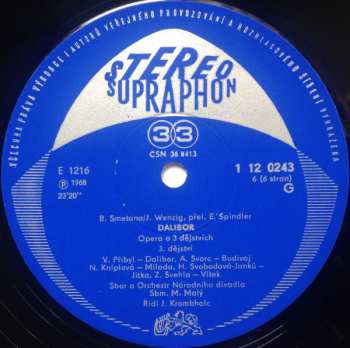 VŠECHNA PRÁVA VÝROBCE I AUTORŮ VEŘEJNÉHO PROVOZOVÁNÍ A ROZHLASOVÉHO ŠÍŘENÍ VYHRAZENA
STEREO
SUPRAPHON
33
ČSN 36 8413
E 1216
1 12 0243
Ⓟ 1968
6 (6 stran)
23'20"
G
B. Smetana/J. Wenzig, přel. E. Spindler
DALIBOR
Opera o 3 dějstvích
3. dějství
V. Přibyl – Dalibor, A. Švorc – Budivoj
N. Kniplová – Milada, H. Svobodová-Janků –
Jitka, Z. Švehla – Vítek
Sbor a Orchestr Národního divadla
Sbm. M. Malý
Řídí J. Krombholc